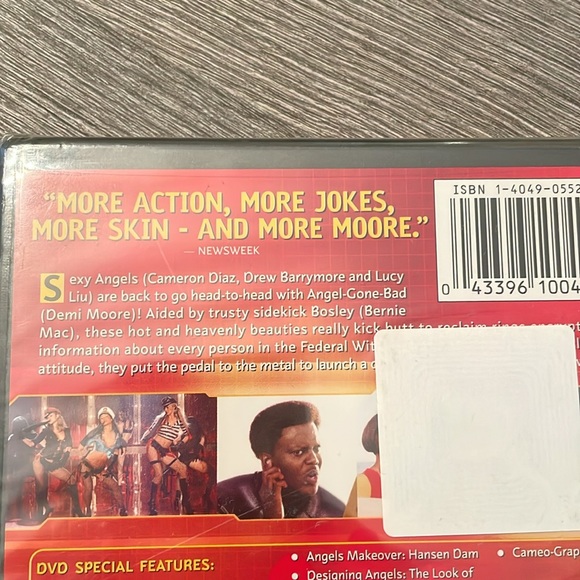 "MORE ACTION, MORE JOKES,
MORE SKIN - AND MORE MOORE."
— NEWSWEEK
ISBN 1-4049-0552
0 43396 1004
Sexy Angels (Cameron Diaz, Drew Barrymore and Lucy
Liu) are back to go head-to-head with Angel-Gone-Bad
(Demi Moore)! Aided by trusty sidekick Bosley (Bernie
Mac), these hot and heavenly beauties really kick butt to reclaim rings
information about every person in the Federal Wit
attitude, they put the pedal to the metal to launch a
DVD SPECIAL FEATURES:
• Angels Makeover: Hansen Dam
• Designing Angels: The Look of
• Cameo-Grap